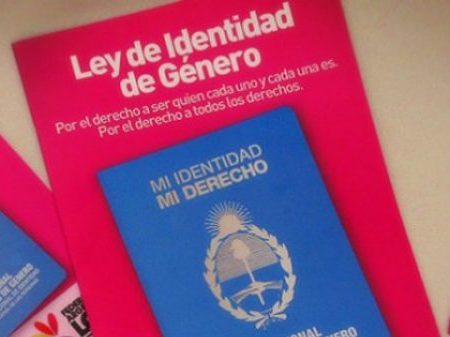 Ley de Identidad
de Género
Por el derecho a ser quien cada uno y cada una es.
Por el derecho a todos los derechos.
MI IDENTIDAD
MI DERECHO